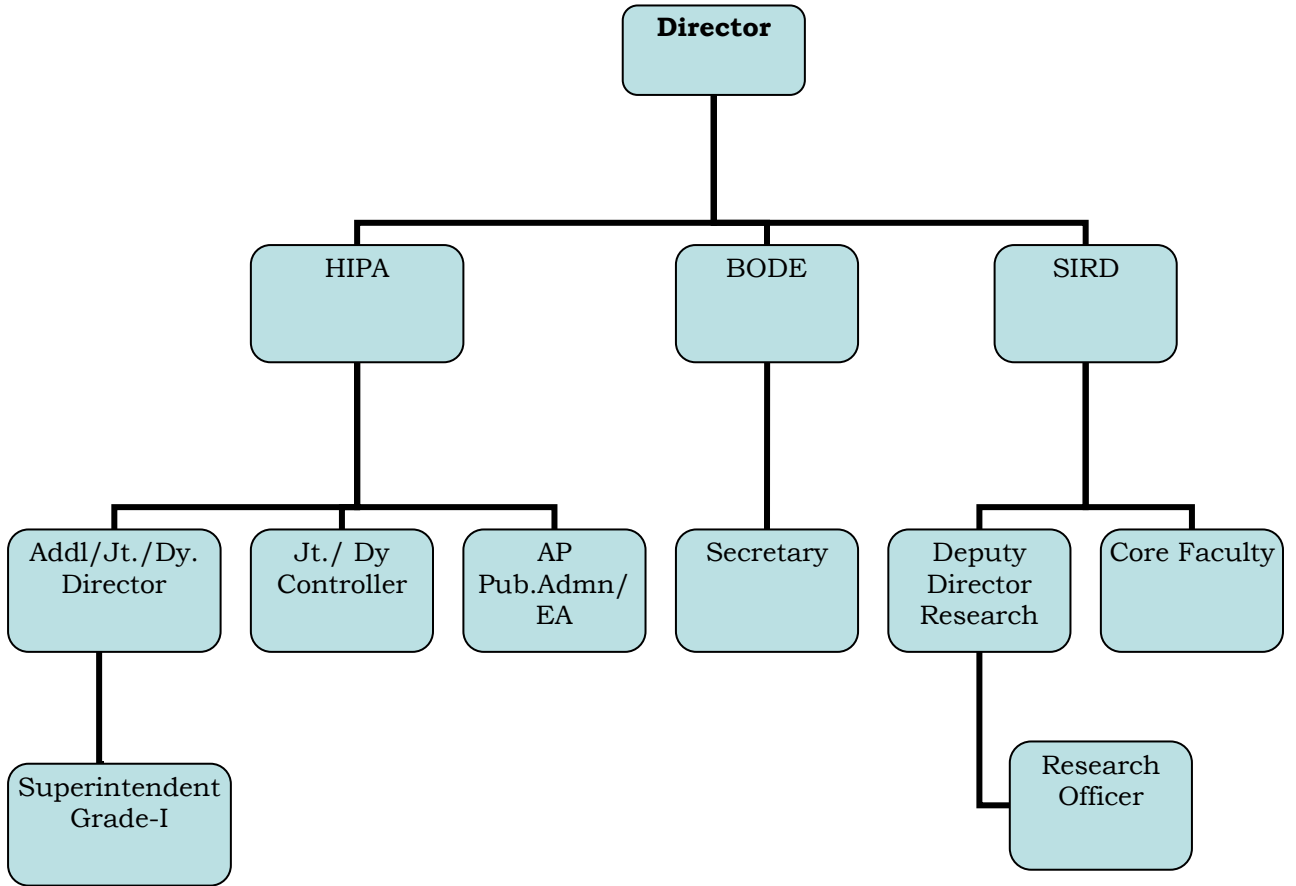 Director
HIPA
BODE
SIRD
Addl/Jt./Dy.
Director
Jt./ Dy
Controller
AP
Pub.Admn/
EA
Secretary
Deputy
Director
Research
Core Faculty
Superintendent
Grade-I
Research
Officer